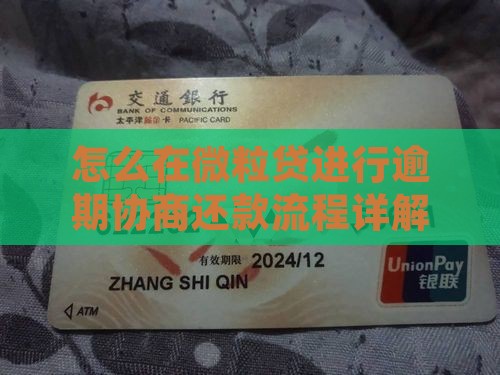 交通銀行
BANK OF COMMUNICATIONS
太平洋 卡 PACIFIC CARD
怎么在微粒贷进行逾
期协商还款流程详解
有效期限 2024/12
ZHANG SHI QIN
UnionPay
银联
ATM